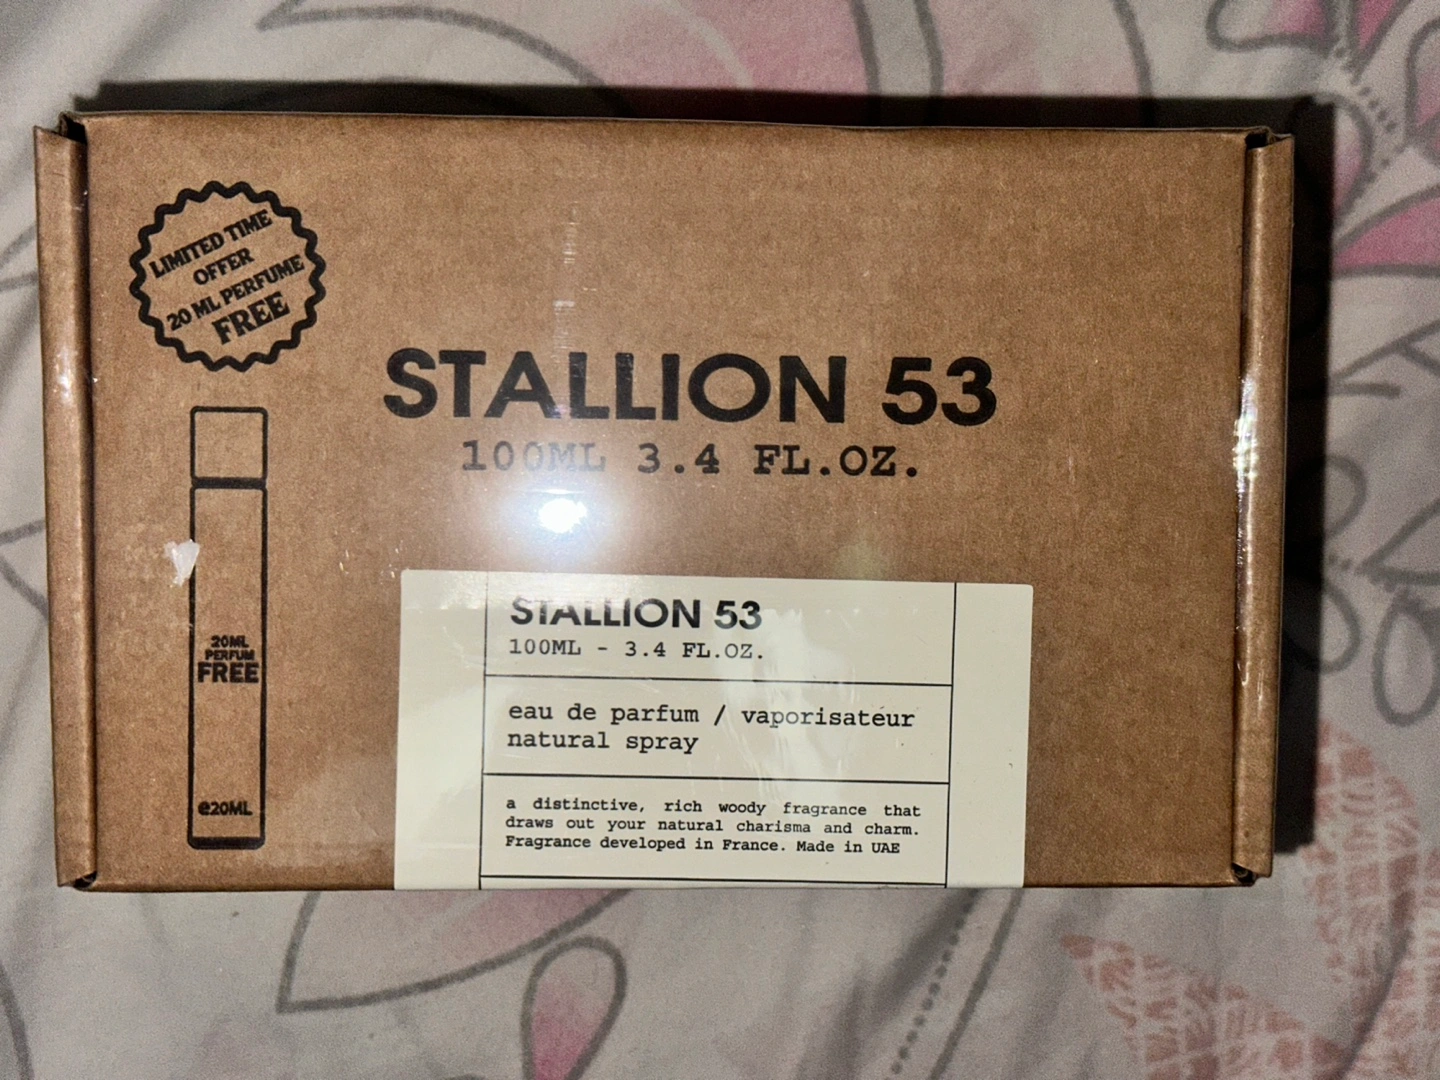 LIMITED TIME
OFFER
20 ML PERFUME
FREE
STALLION 53
100ML 3.4 FL.OZ.
20ML
PERFUM
FREE
℮20ML
STALLION 53
100ML - 3.4 FL.OZ.
eau de parfum / vaporisateur
natural spray
a distinctive, rich woody fragrance that
draws out your natural charisma and charm.
Fragrance developed in France. Made in UAE